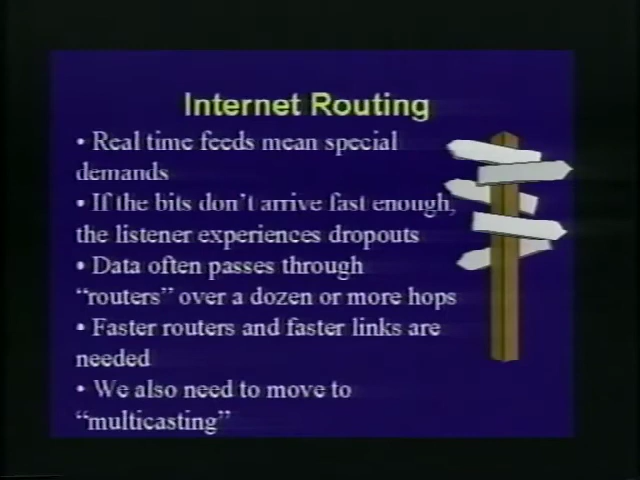 Internet Routing
• Real time feeds mean special
demands
• If the bits don't arrive fast enough,
the listener experiences dropouts
• Data often passes through
“routers” over a dozen or more hops
• Faster routers and faster links are
needed
• We also need to move to
“multicasting”